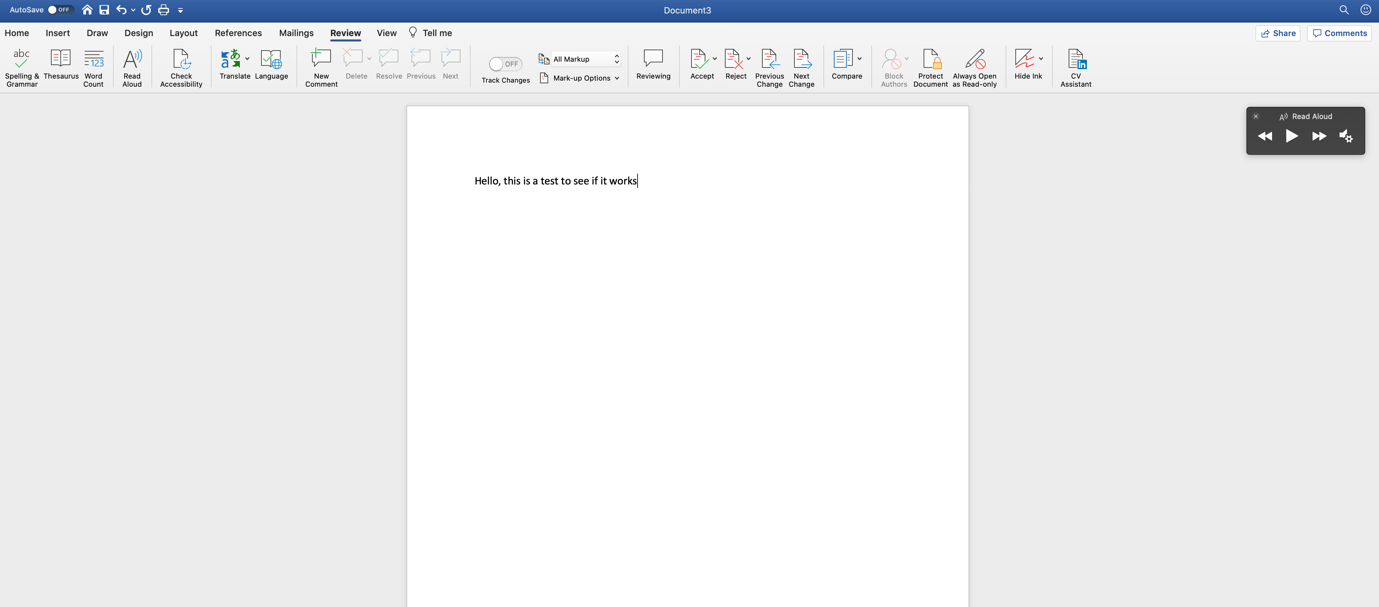 AutoSave OFF
Document3
Home Insert Draw Design Layout References Mailings Review View Tell me
Share Comments
abc
Spelling &
Grammar
Thesaurus
123
Word
Count
A
Read
Aloud
Check
Accessibility
a
Translate
Language
New
Comment
Delete
Resolve
Previous
Next
OFF
Track Changes
All Markup
Mark-up Options
Reviewing
Accept
Reject
Previous
Change
Next
Change
Compare
Block
Authors
Protect
Document
Always Open
as Read-only
Hide Ink
in
CV
Assistant
A Read Aloud
Hello, this is a test to see if it works